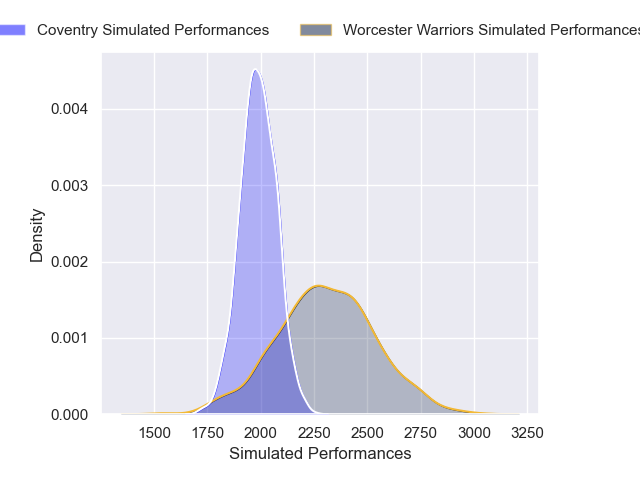 Coventry Simulated Performances
Worcester Warriors Simulated Performances
0.004
0.003
0.002
0.001
0.000
Density
1500 1750 2000 2250 2500 2750 3000 3250
Simulated Performances